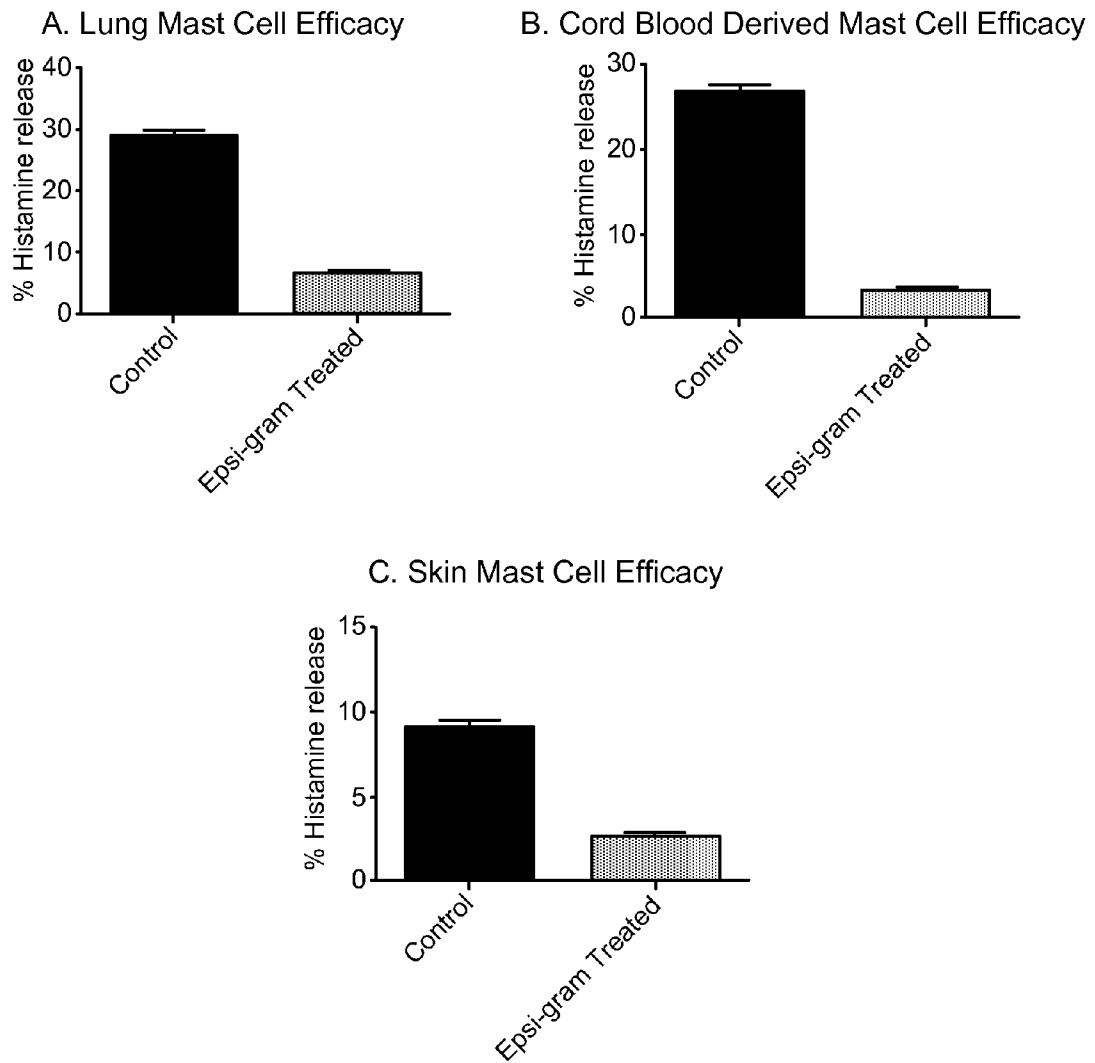 A. Lung Mast Cell Efficacy
% Histamine release
40
30
20
10
0
Control
Epsi-gram Treated
B. Cord Blood Derived Mast Cell Efficacy
% Histamine release
30
20
10
0
Control
Epsi-gram Treated
C. Skin Mast Cell Efficacy
% Histamine release
15
10
5
0
Control
Epsi-gram Treated